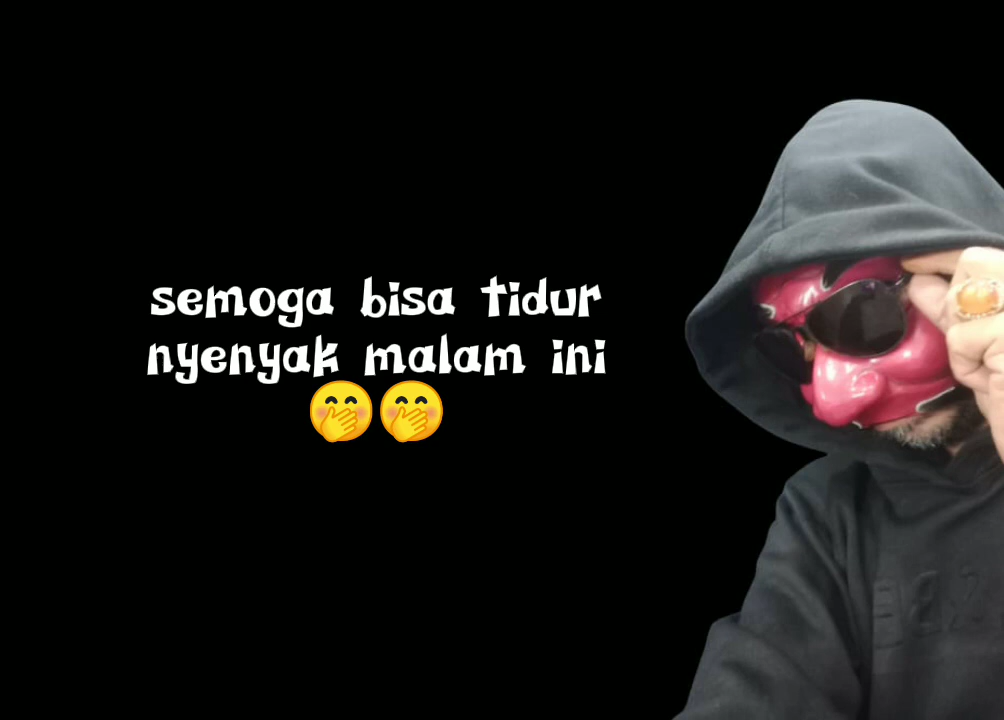 semoga bisa tidur
nyenyak malam ini
🤭🤭